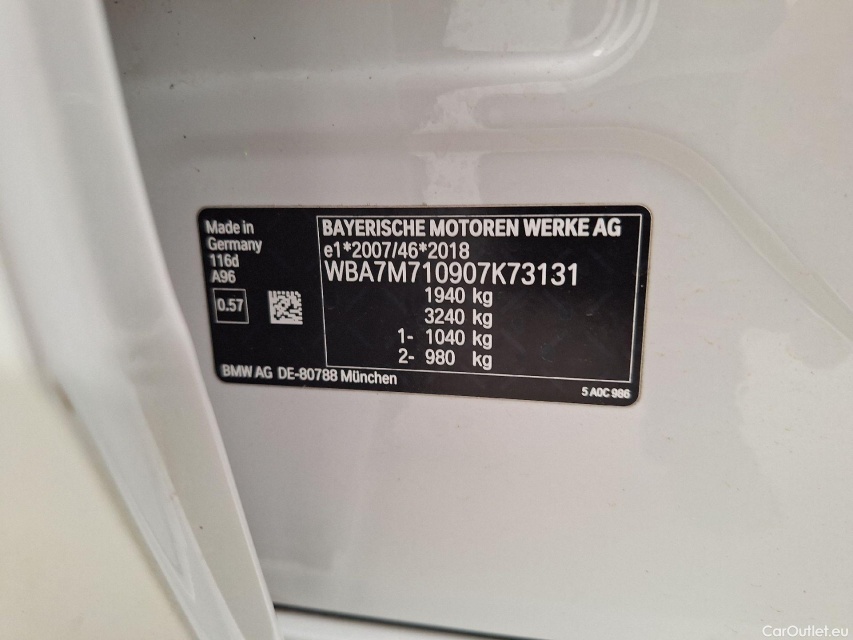 Made in
Germany
116d
A96
0.57
BAYERISCHE MOTOREN WERKE AG
e1*2007/46*2018
WBA7M710907K73131
1940 kg
3240 kg
1- 1040 kg
2- 980 kg
BMW AG DE-80788 München
5 A0C 986
CarOutlet.eu